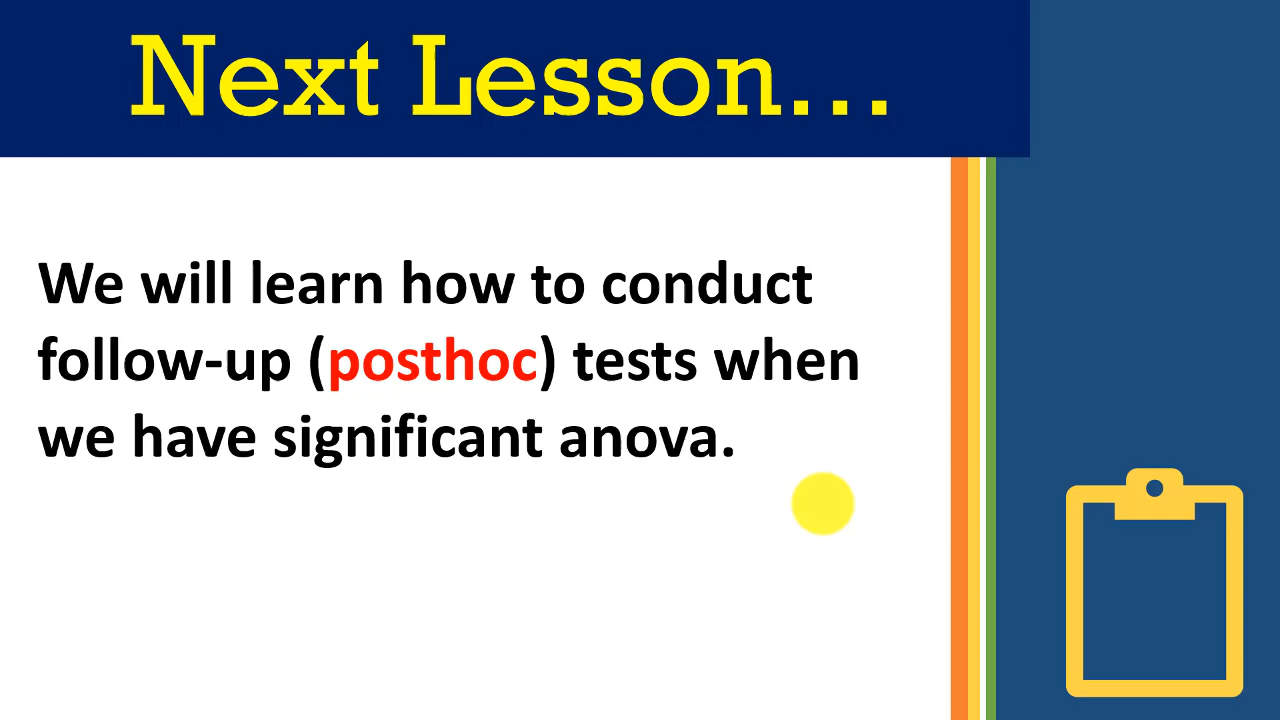 Next Lesson...
We will learn how to conduct
follow-up (posthoc) tests when
we have significant anova.